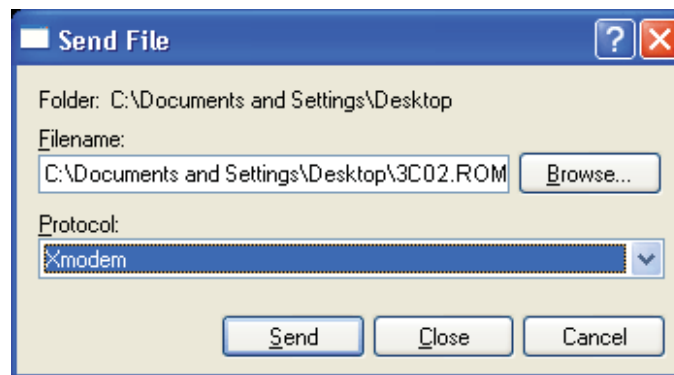 Send File
Folder: C:\Documents and Settings\Desktop
Filename:
C:\Documents and Settings\Desktop\3C02.ROM
Browse...
Protocol:
Xmodem
Send Close Cancel